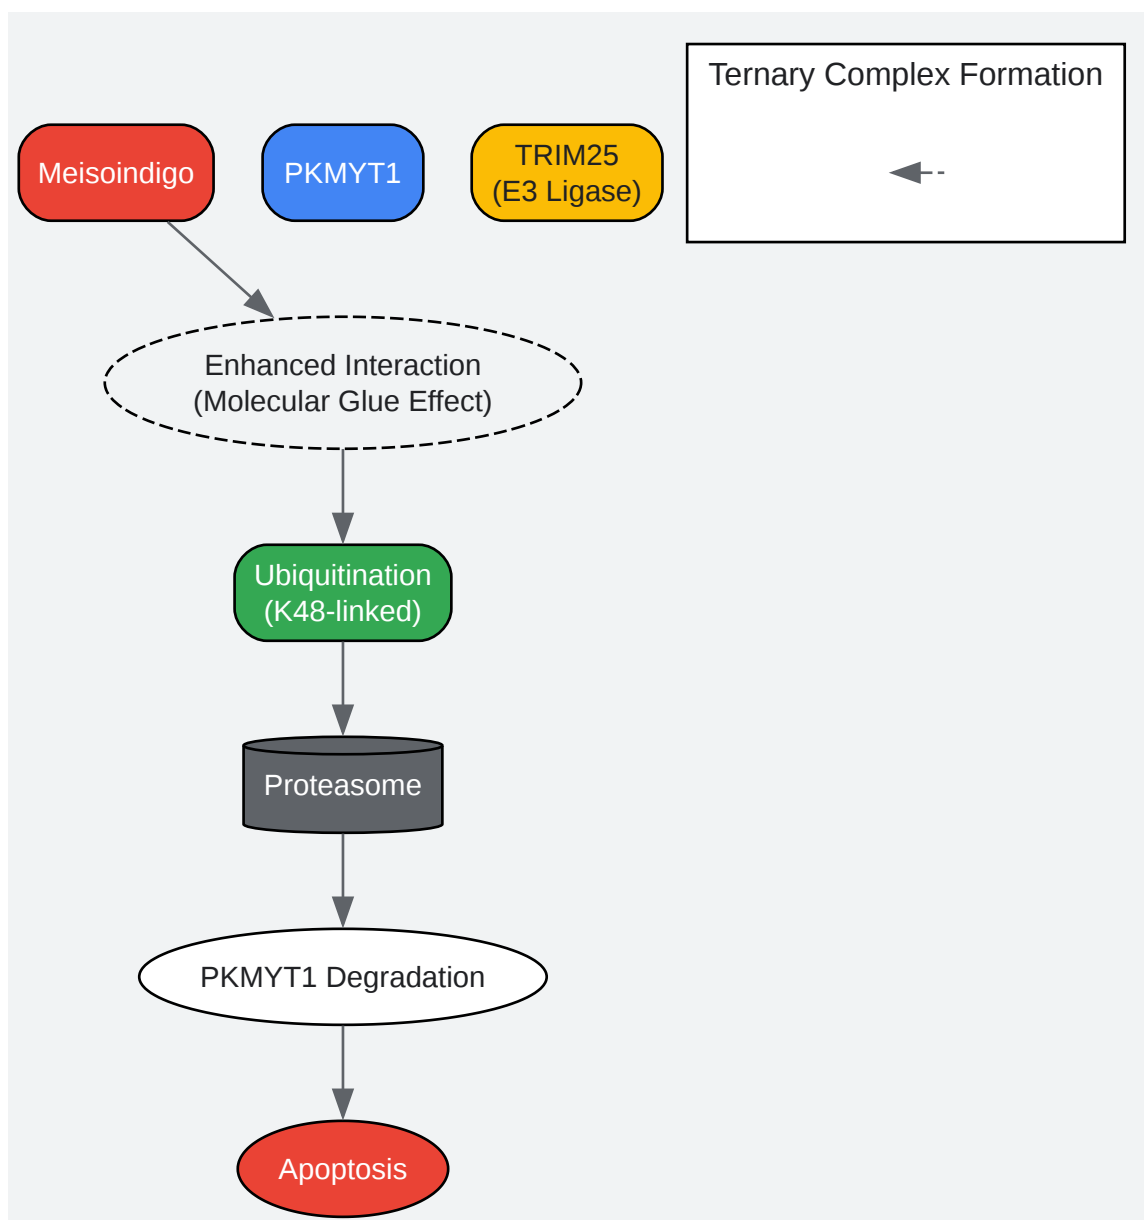 Ternary Complex Formation
Meisoindigo
PKMYT1
TRIM25
(E3 Ligase)
Enhanced Interaction
(Molecular Glue Effect)
Ubiquitination
(K48-linked)
Proteasome
PKMYT1 Degradation
Apoptosis